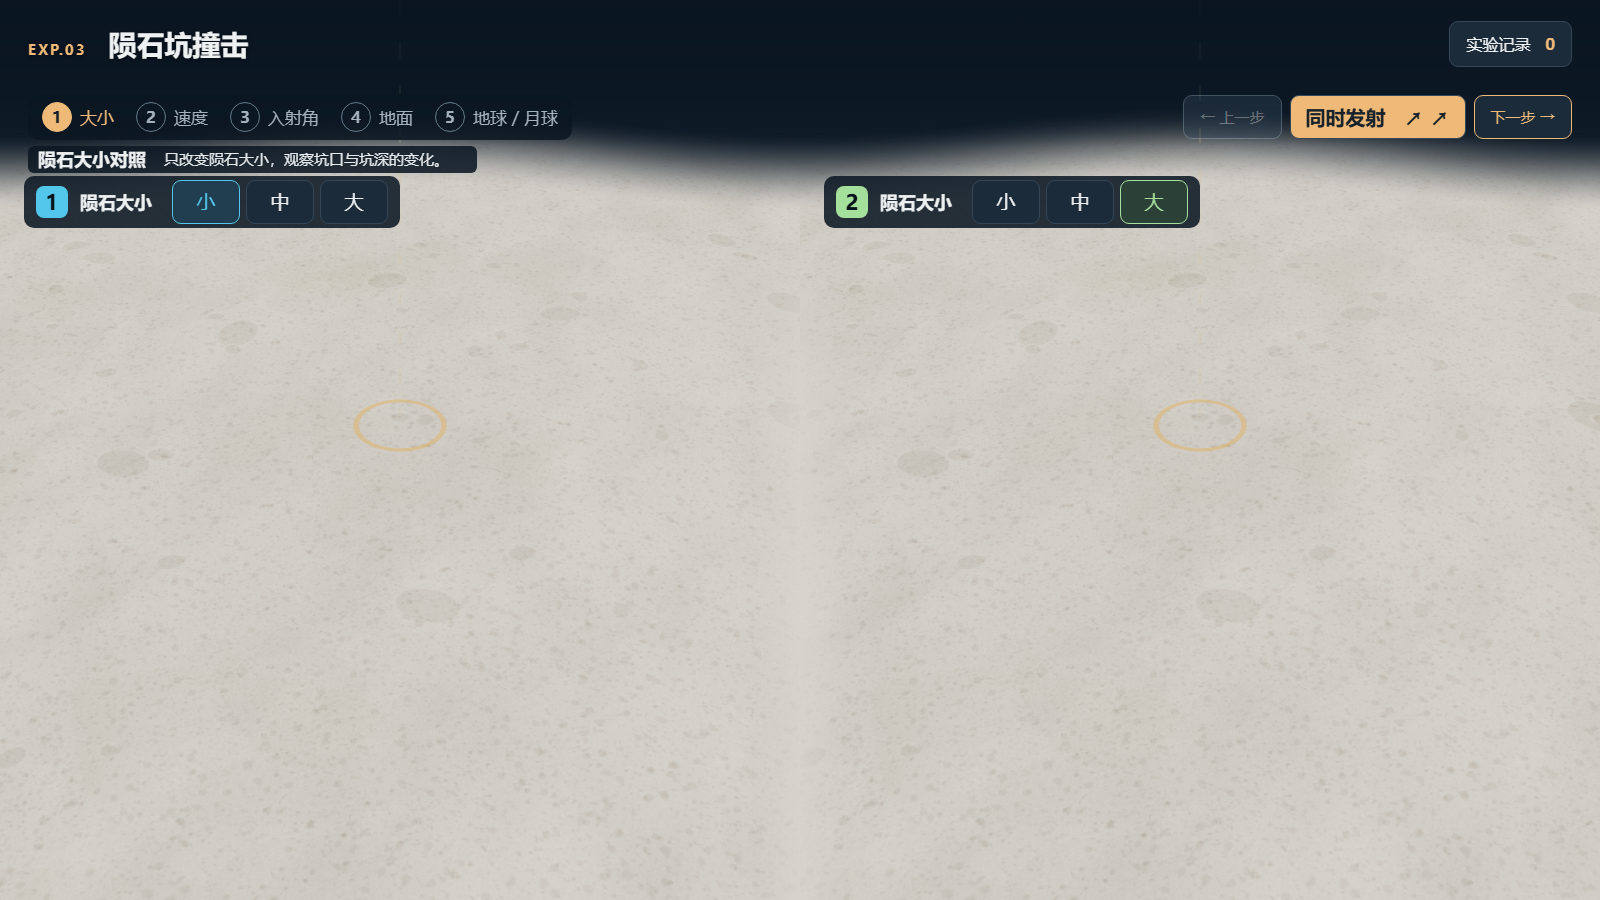 EXP.03 陨石坑撞击
实验记录 0
1 大小 2 速度 3 入射角 4 地面 5 地球 / 月球
← 上一步 同时发射 ↗ ↗ 下一步 →
陨石大小对照 只改变陨石大小，观察坑口与坑深的变化。
1 陨石大小 小 中 大
2 陨石大小 小 中 大